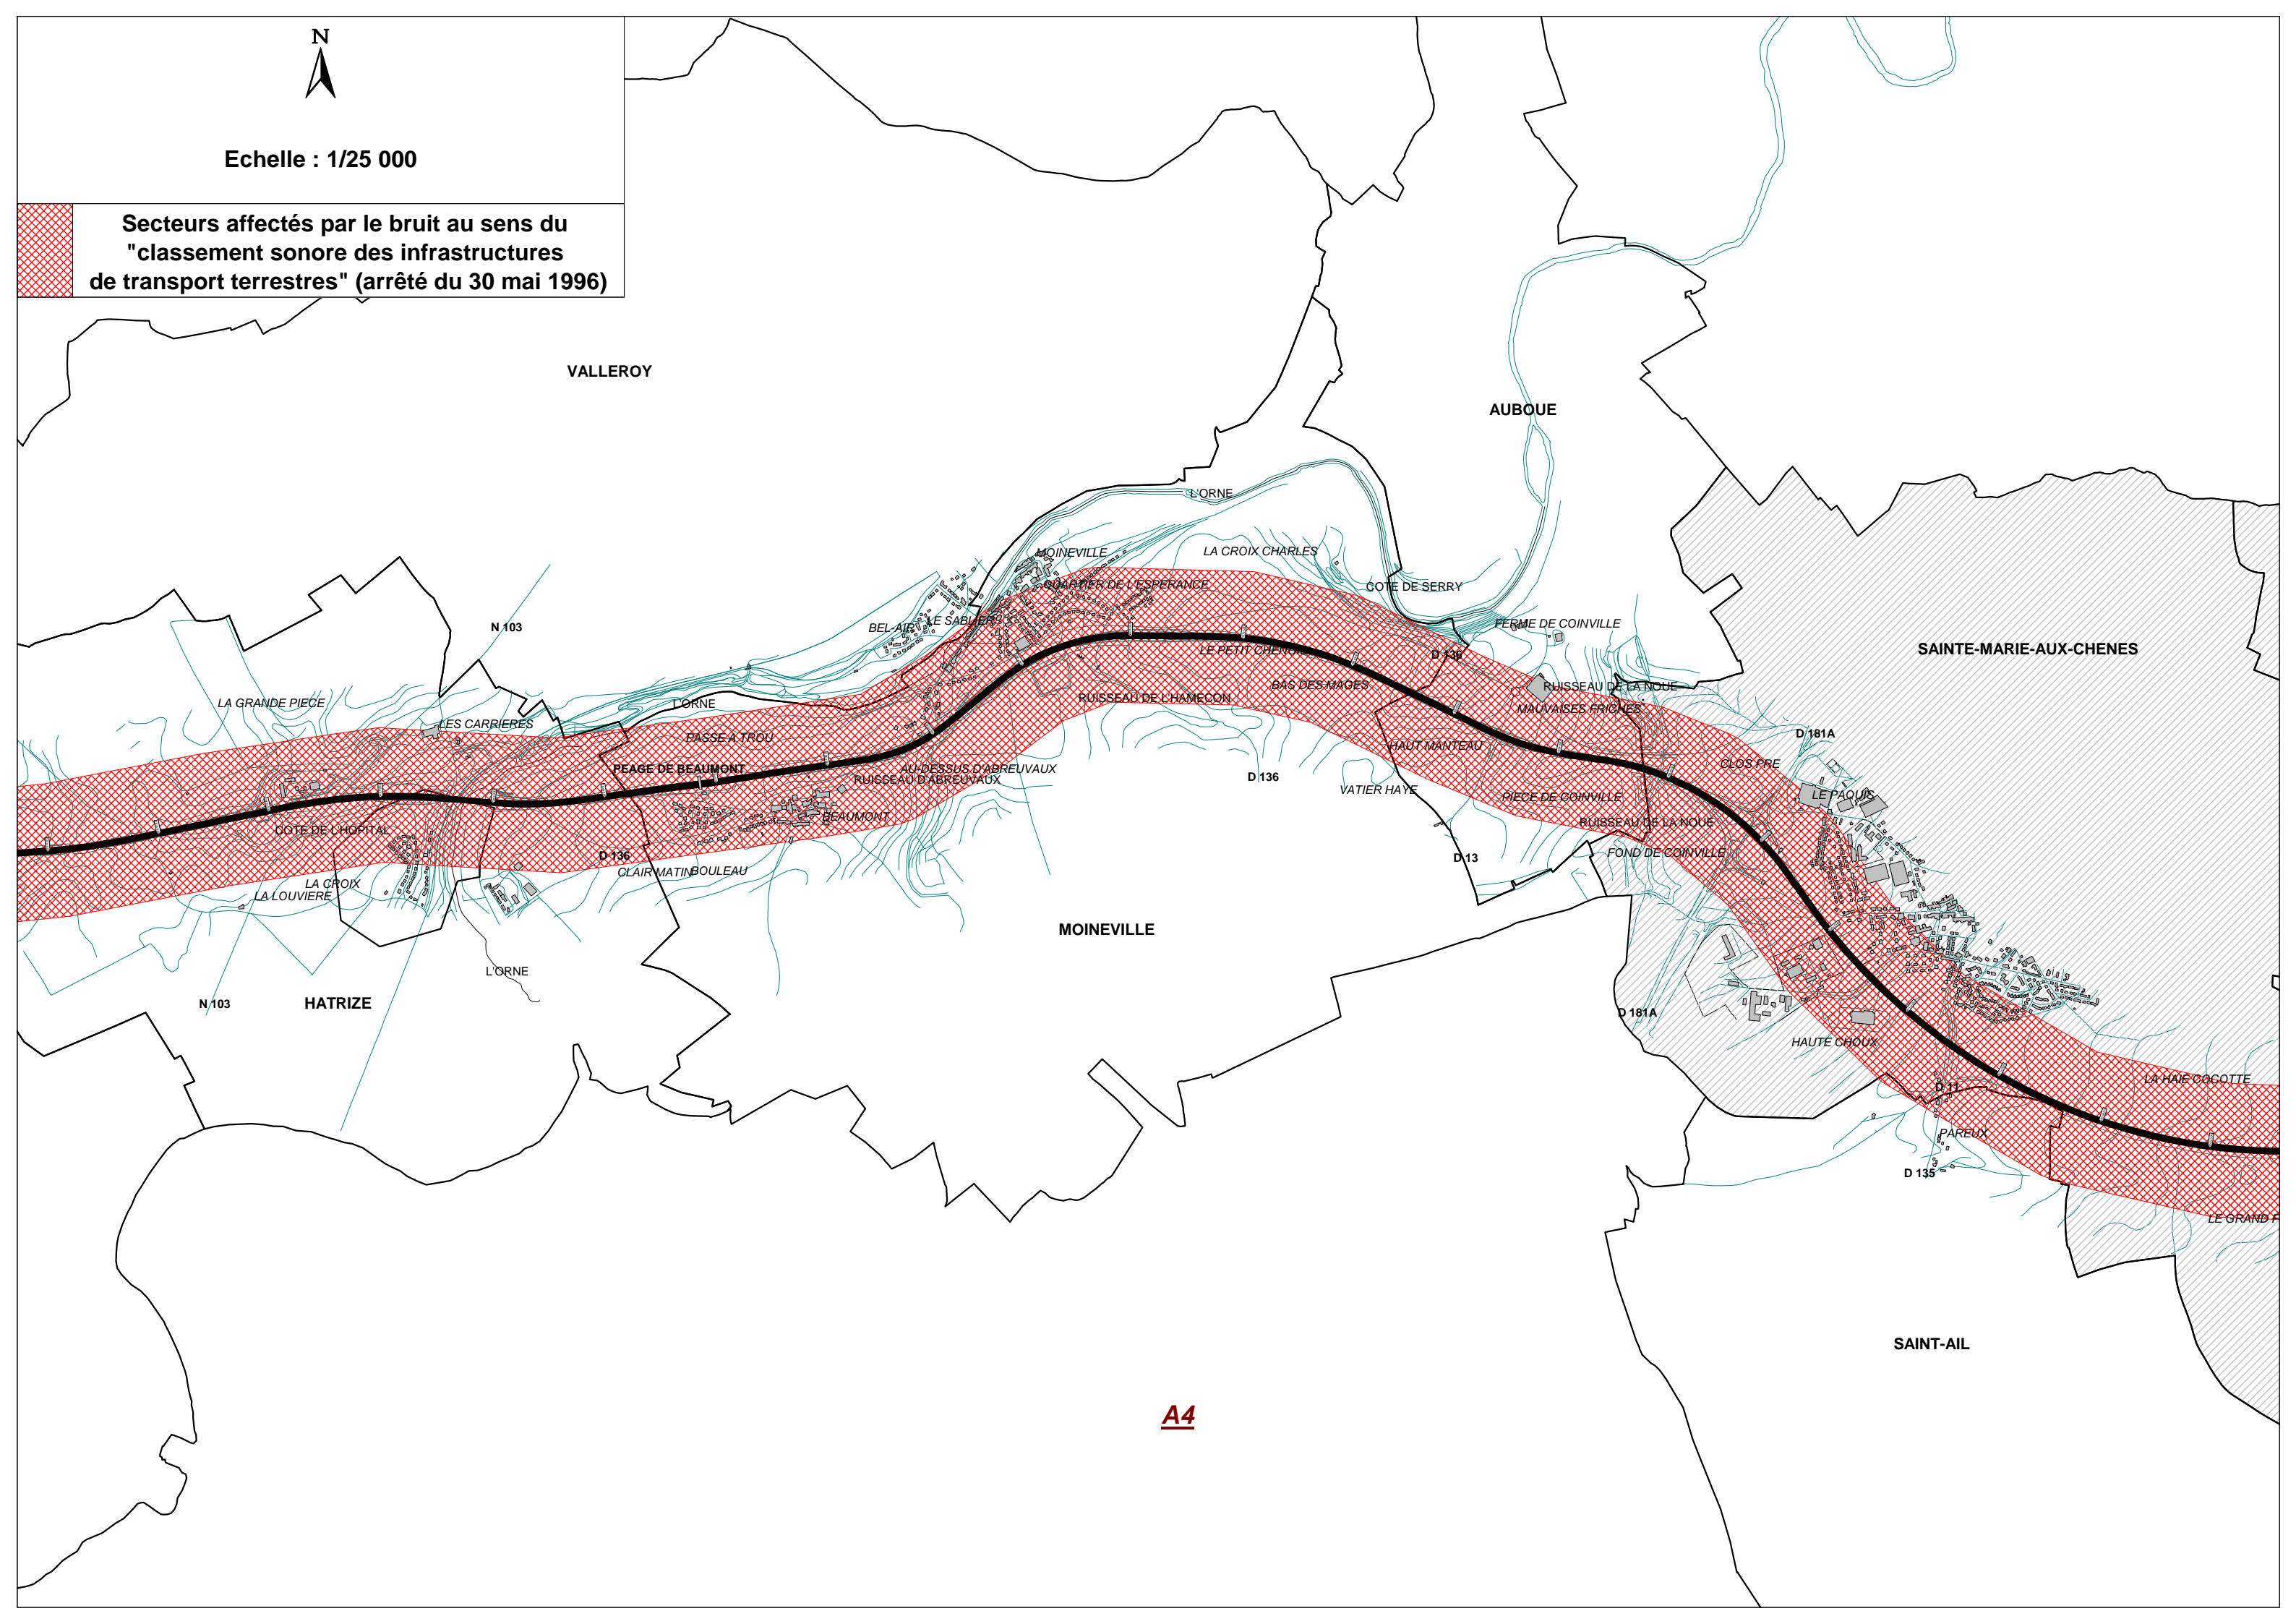 N
Echelle : 1/25 000
Secteurs affectés par le bruit au sens du
"classement sonore des infrastructures
de transport terrestres" (arrêté du 30 mai 1996)
VALLEROY
AUBOUE
L'ORNE
MOINEVILLE
LA CROIX CHARLES
QUARTIER DE L'ESPERANCE
COTE DE SERRY
N 103
BEL-AIR
LE SABLIER
FERME DE COINVILLE
LE PETIT CHENOIS
D 136
SAINTE-MARIE-AUX-CHENES
BAS DES MAGES
RUISSEAU DE LA NOUE
RUISSEAU DE L'HAMECON
LA GRANDE PIECE
L'ORNE
MAUVAISES FRICHES
LES CARRIERES
PASSE A TROU
D 181A
HAUT MANTEAU
CLOS PRE
PEAGE DE BEAUMONT
AU-DESSUS D'ABREUVAUX
RUISSEAU D'ABREUVAUX
D 136
VATIER HAYE
PIECE DE COINVILLE
LE PAQUIS
BEAUMONT
RUISSEAU DE LA NOUE
COTE DE L'HOPITAL
D 136
D 13
FOND DE COINVILLE
CLAIR MATIN
BOULEAU
LA CROIX
LA LOUVIERE
MOINEVILLE
L'ORNE
N 103
HATRIZE
D 181A
HAUTE CHOUX
LA HAIE COCOTTE
D 11
PAREUX
D 135
LE GRAND F
SAINT-AIL
A4